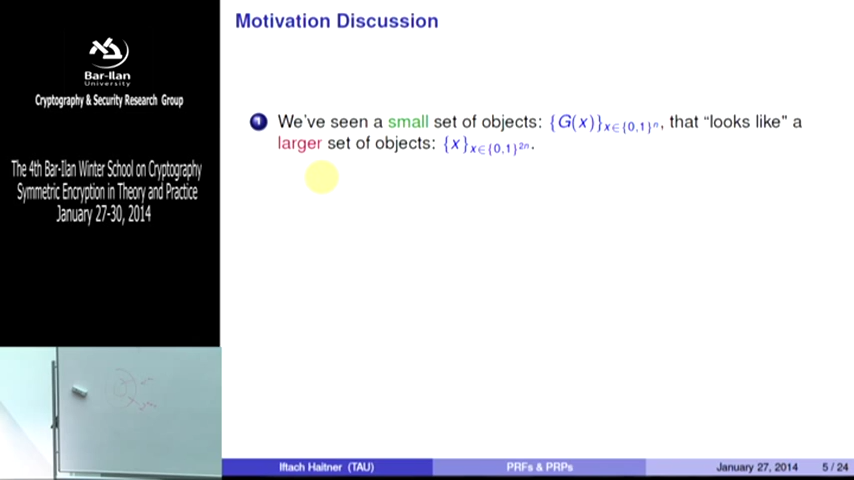 Motivation Discussion
Bar-Ilan
University
Cryptography & Security Research Group
The 4th Bar-Ilan Winter School on Cryptography
Symmetric Encryption in Theory and Practice
January 27-30, 2014
1 We've seen a small set of objects: {G(x)}x∈{0,1}ⁿ, that “looks like” a
larger set of objects: {x}x∈{0,1}²ⁿ.
Iftach Haitner (TAU) PRFs & PRPs January 27, 2014 5 / 24